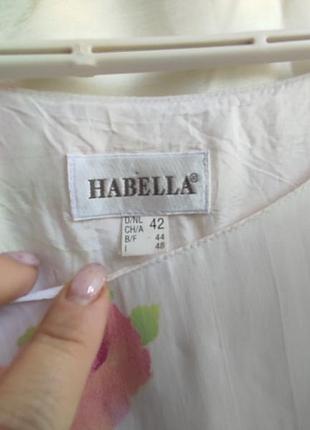 HABELLA®
D/NL 42
CH/A
B/F 44
I 48